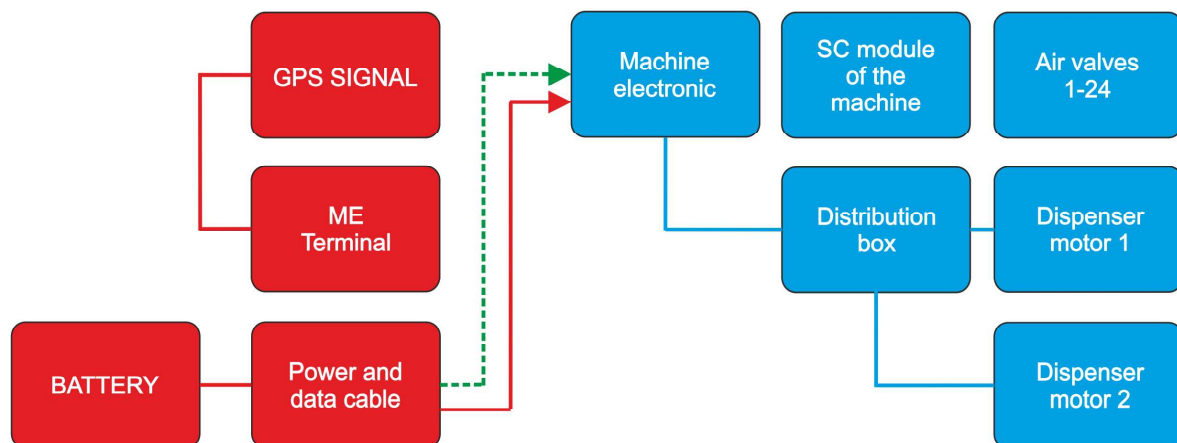 GPS SIGNAL
Machine
electronic
SC module
of the
machine
Air valves
1-24
ME
Terminal
Distribution
box
Dispenser
motor 1
BATTERY
Power and
data cable
Dispenser
motor 2